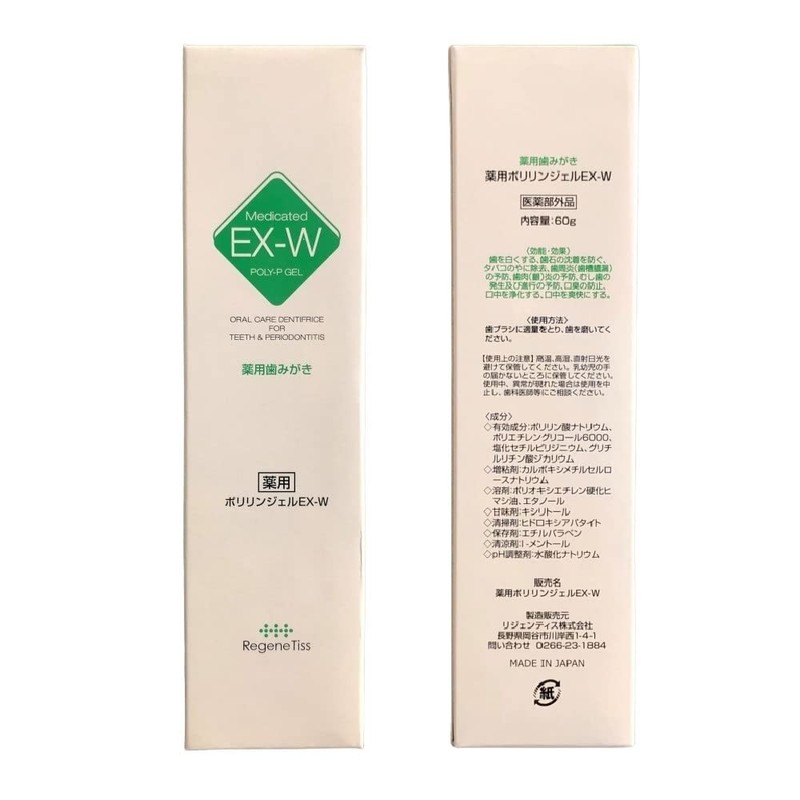 Medicated
EX-W
POLY-P GEL
ORAL CARE DENTIFRICE
FOR
TEETH & PERIODONTITIS
薬用歯みがき
薬用
ポリリンジェルEX-W
RegeneTiss
薬用歯みがき
薬用ポリリンジェルEX-W
医薬部外品
内容量:60g
〈効能・効果〉
歯を白くする、歯石の沈着を防ぐ、
タバコのやに除去、歯周炎(歯槽膿漏)
の予防、歯肉(齦)炎の予防、むし歯の
発生及び進行の予防、口臭の防止、
口中を浄化する、口中を爽快にする。
〈使用方法〉
歯ブラシに適量をとり、歯を磨いてく
ださい。
【使用上の注意】高温、高湿、直射日光を
避けて保管してください。乳幼児の手
の届かないところに保管してください。
使用中、異常が現れた場合は使用を中
止し、歯科医師等にご相談ください。
〈成分〉
◇有効成分:ポリリン酸ナトリウム、
ポリエチレングリコール6000、
塩化セチルピリジニウム、グリチ
ルリチン酸ジカリウム
◇増粘剤:カルボキシメチルセルロ
ースナトリウム
◇溶剤:ポリオキシエチレン硬化ヒ
マシ油、エタノール
◇甘味剤:キシリトール
◇清掃剤:ヒドロキシアパタイト
◇保存剤:エチルパラベン
◇清涼剤:l-メントール
◇pH調整剤:水酸化ナトリウム
販売名
薬用ポリリンジェルEX-W
製造販売元
リジェンティス株式会社
長野県岡谷市川岸西1-4-1
問い合わせ 0266-23-1884
MADE IN JAPAN
紙